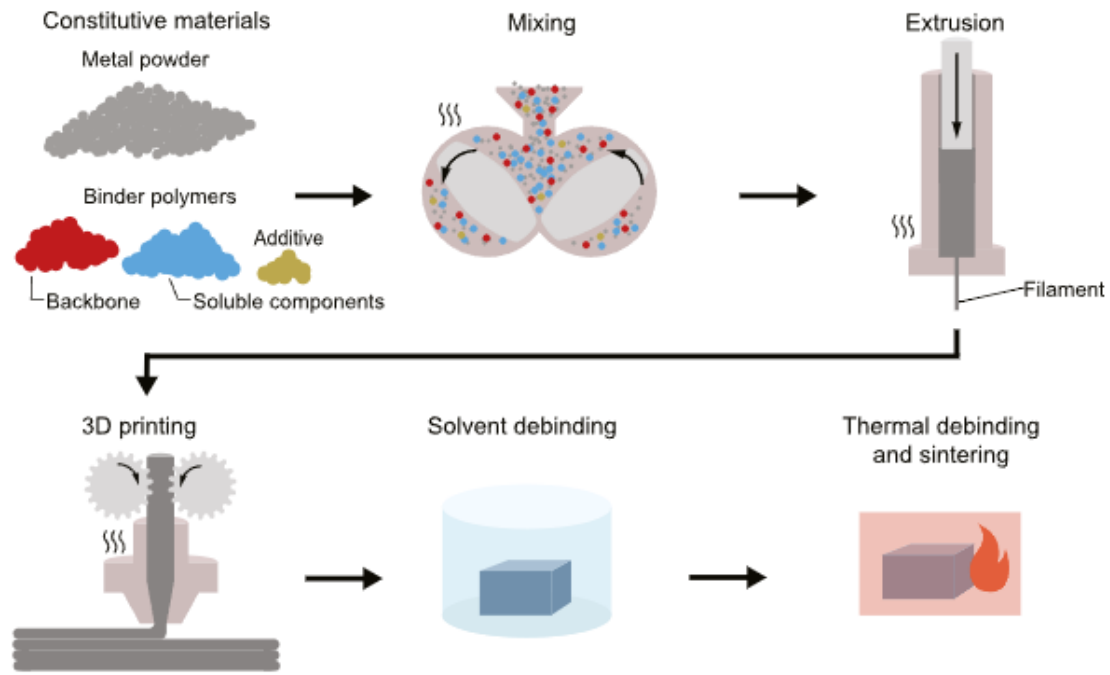 Constitutive materials
Metal powder
Binder polymers
Additive
Backbone
Soluble components
Mixing
Extrusion
Filament
3D printing
Solvent debinding
Thermal debinding
and sintering